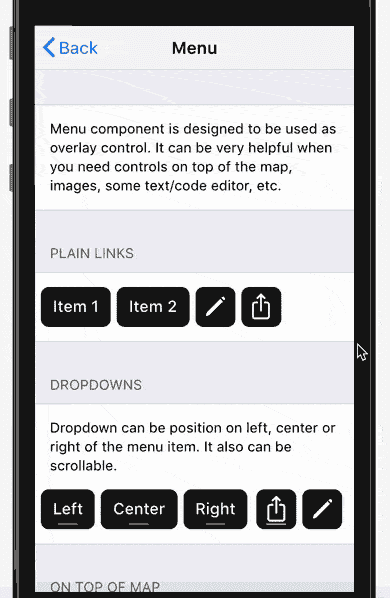 Back
Menu
Menu component is designed to be used as
overlay control. It can be very helpful when
you need controls on top of the map,
images, some text/code editor, etc.
PLAIN LINKS
Item 1 Item 2
DROPDOWNS
Dropdown can be position on left, center or
right of the menu item. It also can be
scrollable.
Left Center Right
ON TOP OF MAP